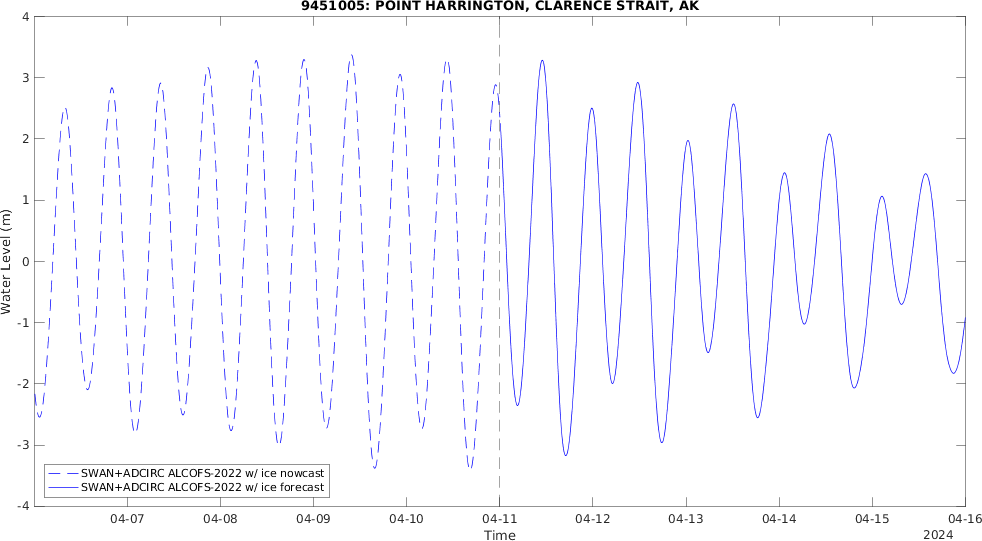 9451005: POINT HARRINGTON, CLARENCE STRAIT, AK
4
3
2
1
0
-1
-2
-3
-4
Water Level (m)
SWAN+ADCIRC ALCOFS-2022 w/ ice nowcast
SWAN+ADCIRC ALCOFS-2022 w/ ice forecast
04-07 04-08 04-09 04-10 04-11 04-12 04-13 04-14 04-15 04-16
Time
2024